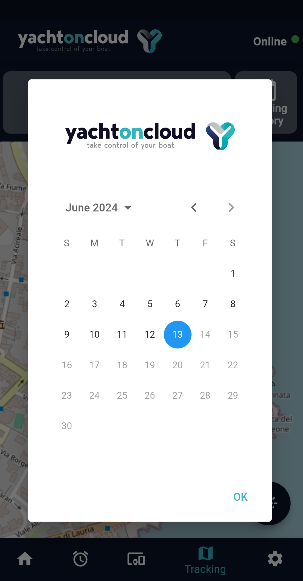 yachtoncloud
take control of your boat
Online
yachtoncloud
take control of your boat
June 2024
S M T W T F S
1
2 3 4 5 6 7 8
9 10 11 12 13 14 15
16 17 18 19 20 21 22
23 24 25 26 27 28 29
30
OK
Tracking